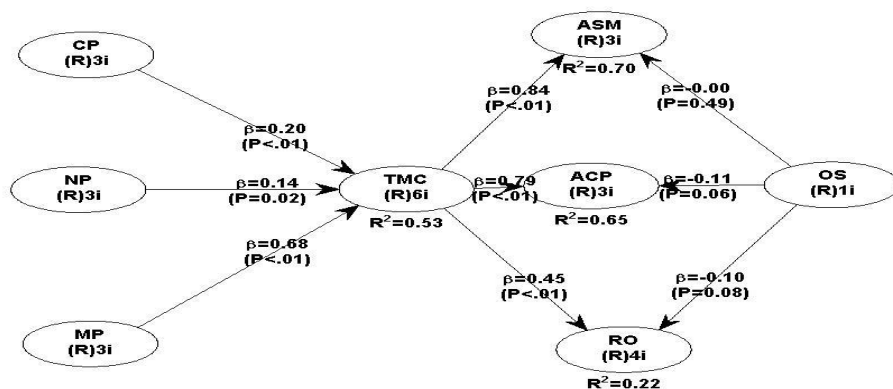 CP
(R)3i
β=0.20
(P<.01)
NP
(R)3i
β=0.14
(P=0.02)
MP
(R)3i
β=0.68
(P<.01)
TMC
(R)6i
R²=0.53
β=0.84
(P<.01)
β=0.79
(P<.01)
β=0.45
(P<.01)
ASM
(R)3i
R²=0.70
ACP
(R)3i
R²=0.65
RO
(R)4i
R²=0.22
β=-0.00
(P=0.49)
β=-0.11
(P=0.06)
β=-0.10
(P=0.08)
OS
(R)1i